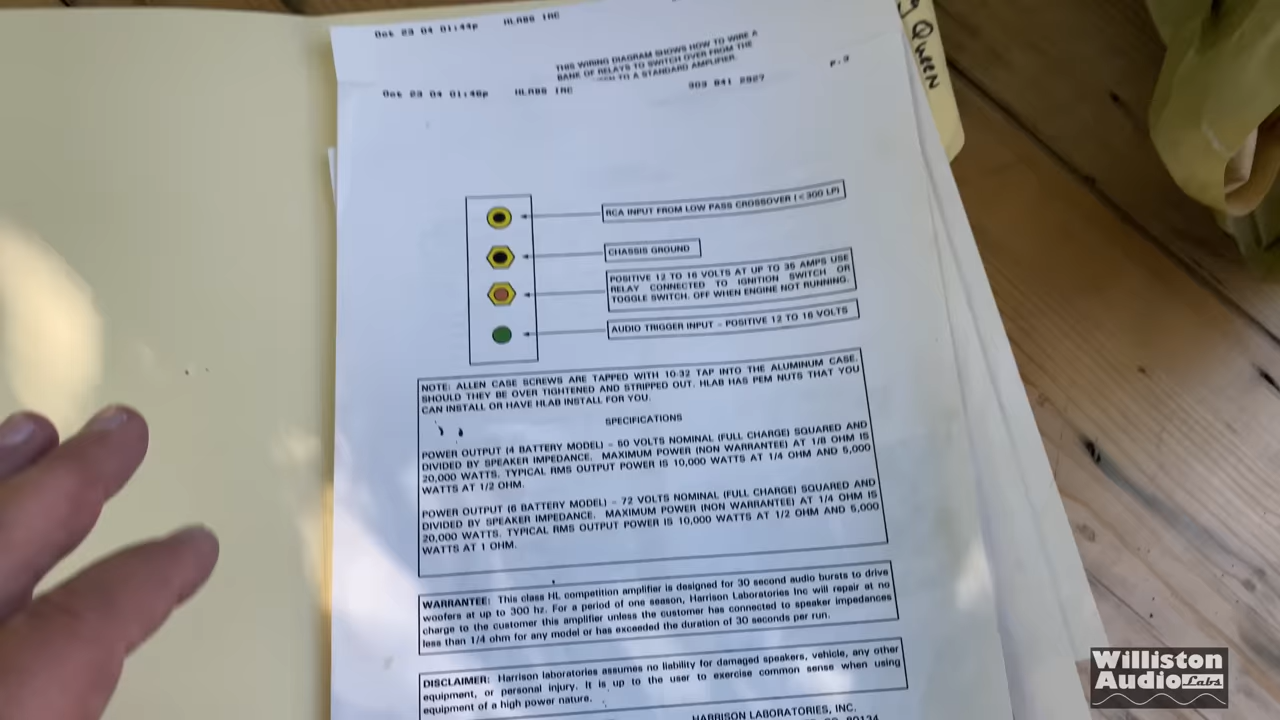 Oct 23 04 01:44p HLABS INC
THIS WIRING DIAGRAM SHOWS HOW TO WIRE A
BANK OF RELAYS TO SWITCH OVER FROM THE
TO A STANDARD AMPLIFIER.
Oct 23 04 01:46p HLABS INC 303 841 2927 p.3
Queen
RCA INPUT FROM LOW PASS CROSSOVER (<300 LP)
CHASSIS GROUND
POSITIVE 12 TO 16 VOLTS AT UP TO 35 AMPS USE
RELAY CONNECTED TO IGNITION SWITCH OR
TOGGLE SWITCH. OFF WHEN ENGINE NOT RUNNING.
AUDIO TRIGGER INPUT - POSITIVE 12 TO 16 VOLTS
NOTE: ALLEN CASE SCREWS ARE TAPPED WITH 10-32 TAP INTO THE ALUMINUM CASE.
SHOULD THEY BE OVER TIGHTENED AND STRIPPED OUT. HLAB HAS PEM NUTS THAT YOU
CAN INSTALL OR HAVE HLAB INSTALL FOR YOU.
SPECIFICATIONS
POWER OUTPUT (4 BATTERY MODEL) - 50 VOLTS NOMINAL (FULL CHARGE) SQUARED AND
DIVIDED BY SPEAKER IMPEDANCE. MAXIMUM POWER (NON WARRANTEE) AT 1/8 OHM IS
20,000 WATTS. TYPICAL RMS OUTPUT POWER IS 10,000 WATTS AT 1/4 OHM AND 5,000
WATTS AT 1/2 OHM.
POWER OUTPUT (6 BATTERY MODEL) - 72 VOLTS NOMINAL (FULL CHARGE) SQUARED AND
DIVIDED BY SPEAKER IMPEDANCE. MAXIMUM POWER (NON WARRANTEE) AT 1/4 OHM IS
20,000 WATTS. TYPICAL RMS OUTPUT POWER IS 10,000 WATTS AT 1/2 OHM AND 5,000
WATTS AT 1 OHM.
WARRANTEE: This class HL competition amplifier is designed for 30 second audio bursts to drive
woofers at up to 300 hz. For a period of one season, Harrison Laboratories Inc will repair at no
charge to the customer this amplifier unless the customer has connected to speaker impedances
less than 1/4 ohm for any model or has exceeded the duration of 30 seconds per run.
DISCLAIMER: Harrison laboratories assumes no liability for damaged speakers, vehicle, any other
equipment, or personal injury. It is up to the user to exercise common sense when using
equipment of a high power nature.
HARRISON LABORATORIES, INC.
Williston
Audio Labs